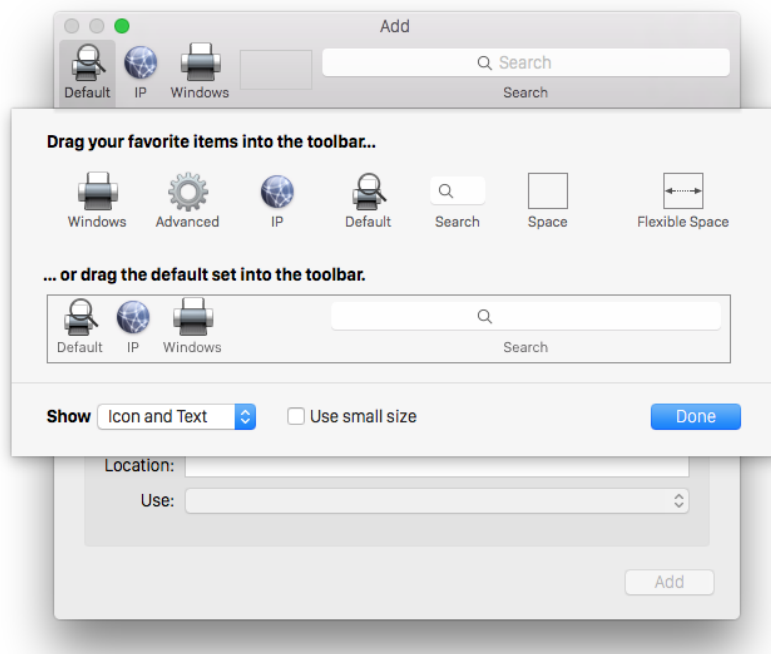 Add
Search
Default IP Windows Search
Drag your favorite items into the toolbar...
Windows Advanced IP Default Search Space Flexible Space
... or drag the default set into the toolbar.
Default IP Windows Search
Show Icon and Text Use small size Done
Location:
Use:
Add